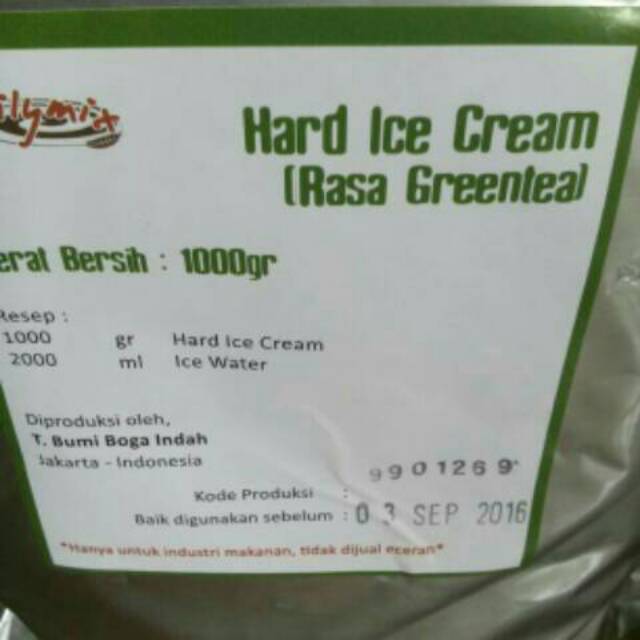 ilymix
Hard Ice Cream
(Rasa Greentea)
erat Bersih : 1000gr
Resep :
1000 gr Hard Ice Cream
2000 ml Ice Water
Diproduksi oleh,
T. Bumi Boga Indah
Jakarta - Indonesia
9901269
Kode Produksi :
Baik digunakan sebelum : 03 SEP 2016
*Hanya untuk industri makanan, tidak dijual eceran*